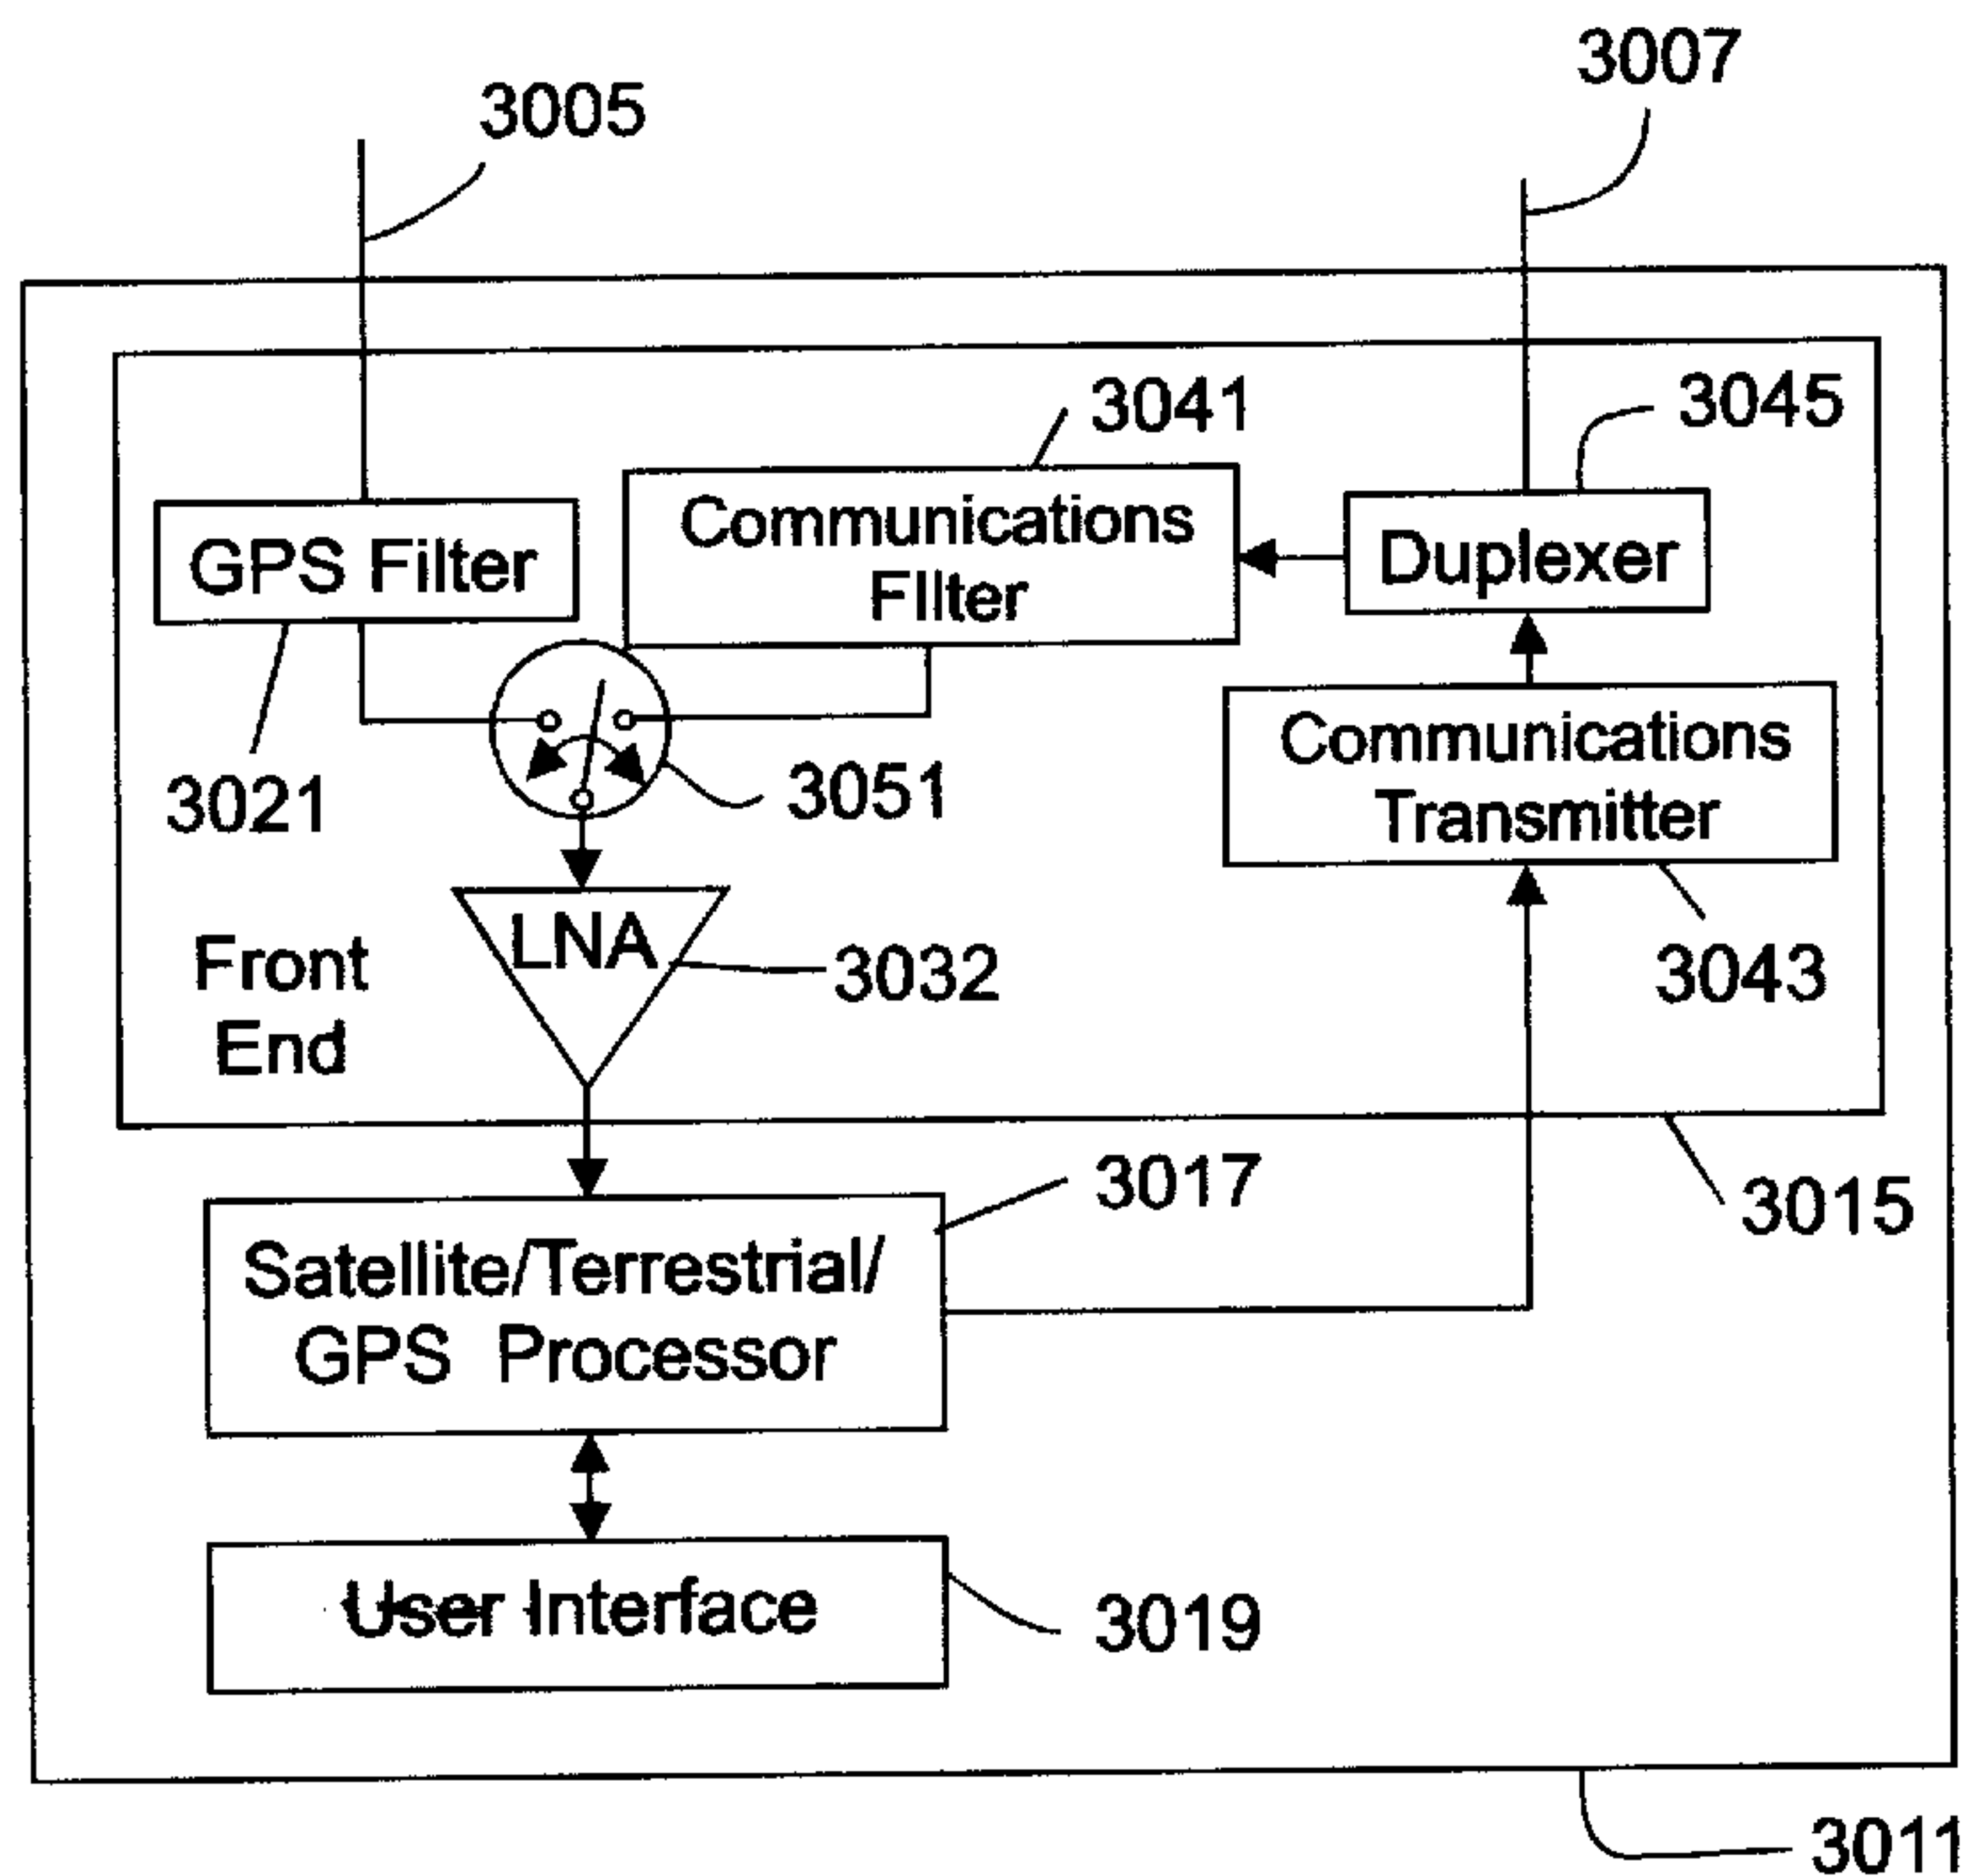 3007
3005
3041
3045
GPS Filter
Communications
FIlter
Duplexer
3021
3051
Communications
Transmitter
LNA
3032
3043
Front
End
3017
3015
Satellite/Terrestrial/
GPS Processor
User Interface
3019
3011